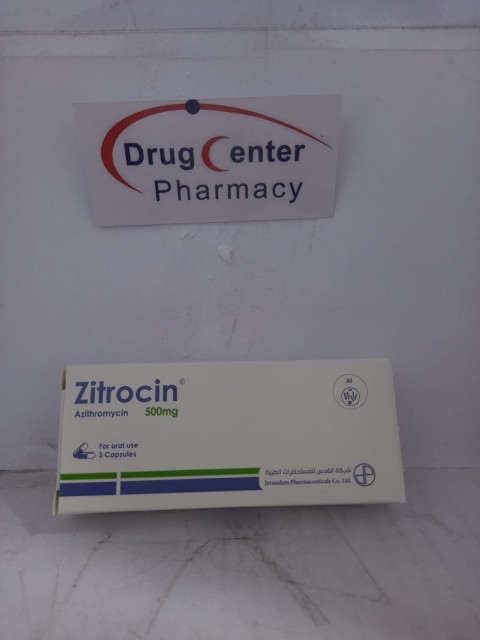 Drug Center
Pharmacy
Zitrocin®
Azithromycin 500mg
For oral use
3 Capsules
AI
شركة القدس للمستحضرات الطبية
Jerusalem Pharmaceuticals Co. Ltd.